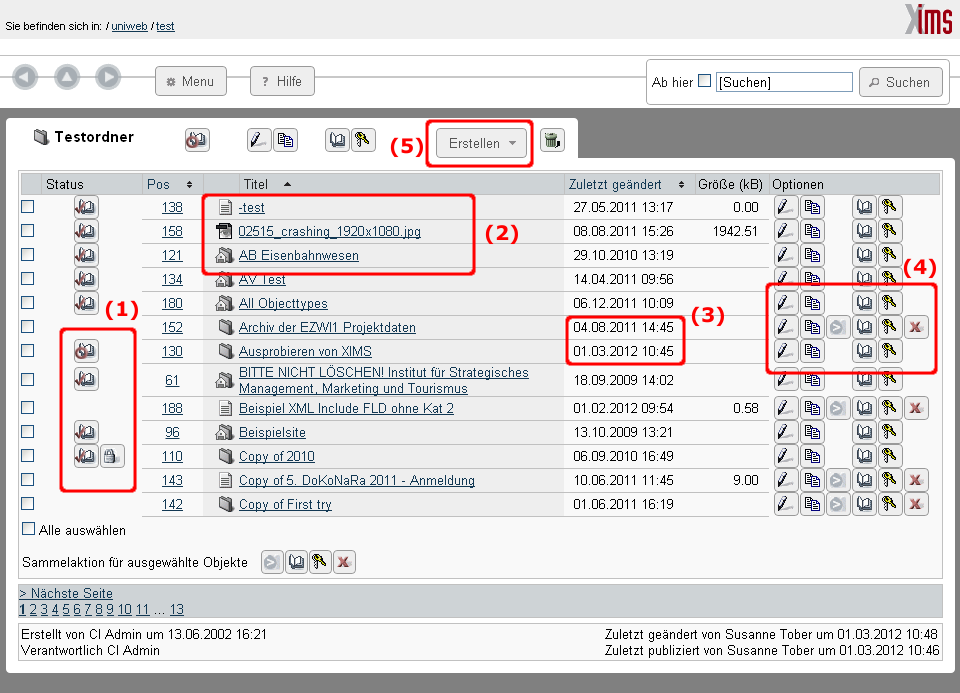 Sie befinden sich in: / uniweb / test
Xims
Menu
? Hilfe
Ab hier [Suchen] Suchen
Testordner
(5) Erstellen
Status Pos Titel Zuletzt geändert Größe (kB) Optionen
138 -test 27.05.2011 13:17 0.00
158 02515_crashing_1920x1080.jpg (2) 08.08.2011 15:26 1942.51
121 AB Eisenbahnwesen 29.10.2010 13:19
134 AV Test 14.04.2011 09:56 (4)
180 All Objecttypes 06.12.2011 10:09
(1) 152 Archiv der EZWI1 Projektdaten 04.08.2011 14:45 (3)
130 Ausprobieren von XIMS 01.03.2012 10:45
61 BITTE NICHT LÖSCHEN! Institut für Strategisches
Management, Marketing und Tourismus 18.09.2009 14:02
188 Beispiel XML Include FLD ohne Kat 2 01.02.2012 09:54 0.58
96 Beispielsite 13.10.2009 13:21
110 Copy of 2010 06.09.2010 16:49
143 Copy of 5. DoKoNaRa 2011 - Anmeldung 10.06.2011 11:45 9.00
142 Copy of First try 01.06.2011 16:19
Alle auswählen
Sammelaktion für ausgewählte Objekte
> Nächste Seite
1 2 3 4 5 6 7 8 9 10 11 ... 13
Erstellt von CI Admin um 13.06.2002 16:21 Zuletzt geändert von Susanne Tober um 01.03.2012 10:48
Verantwortlich CI Admin Zuletzt publiziert von Susanne Tober um 01.03.2012 10:46